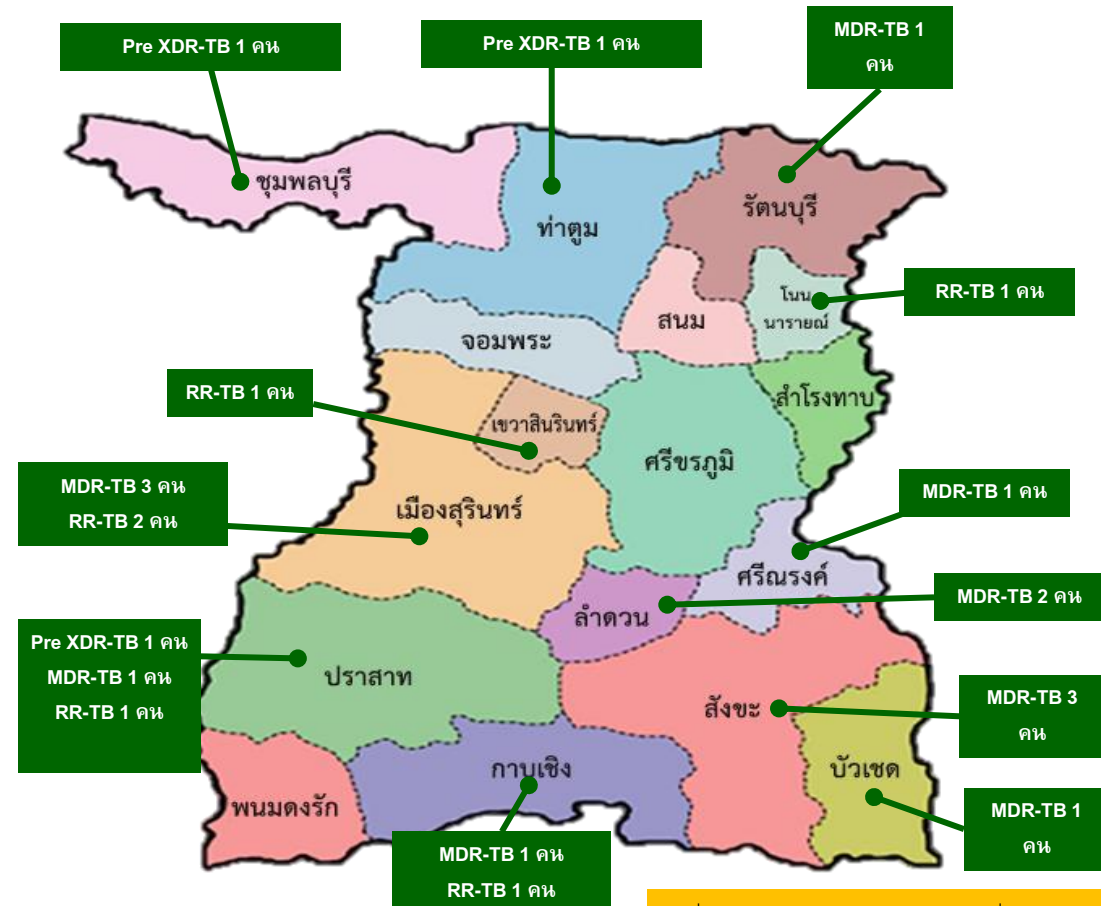 Pre XDR-TB 1 คน
Pre XDR-TB 1 คน
MDR-TB 1
คน
ชุมพลบุรี
ท่าตูม
รัตนบุรี
RR-TB 1 คน
โนน
นารายณ์
สนม
จอมพระ
RR-TB 1 คน
เขวาสินรินทร์
สำโรงทาบ
ศรีขรภูมิ
MDR-TB 3 คน
RR-TB 2 คน
เมืองสุรินทร์
MDR-TB 1 คน
ศรีณรงค์
MDR-TB 2 คน
ลำดวน
Pre XDR-TB 1 คน
MDR-TB 1 คน
RR-TB 1 คน
ปราสาท
สังขะ
MDR-TB 3
คน
บัวเชด
กาบเชิง
พนมดงรัก
MDR-TB 1
คน
MDR-TB 1 คน
RR-TB 1 คน